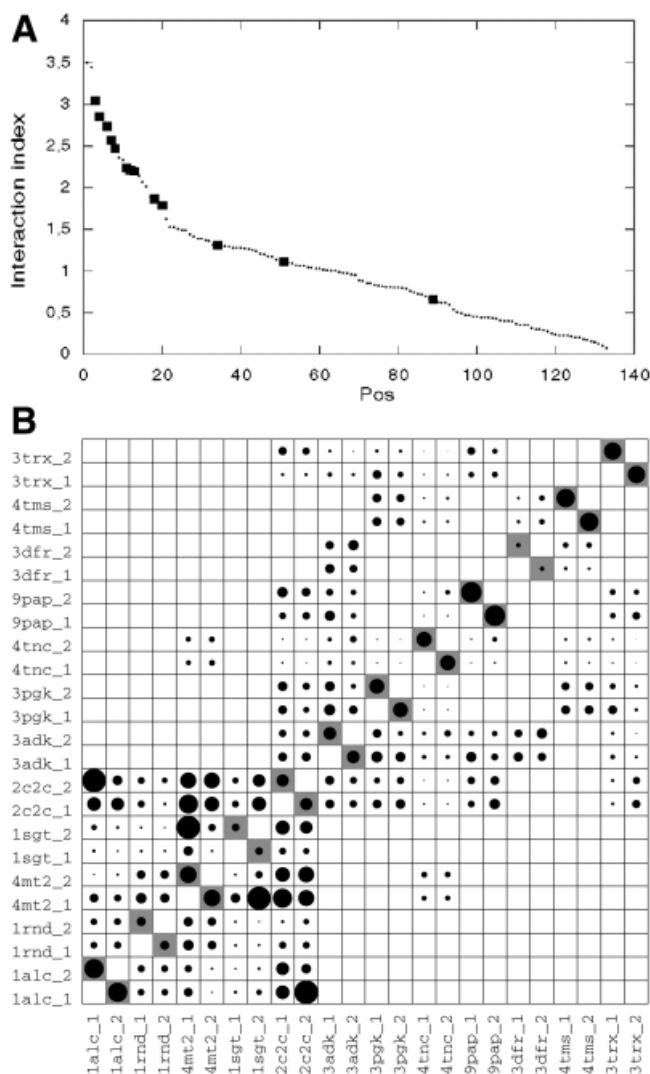 A
4
3,5
3
2,5
2
1,5
1
0,5
0
Interaction index
0 20 40 60 80 100 120 140
Pos
B
3trx_2
3trx_1
4tms_2
4tms_1
3dfr_2
3dfr_1
9pap_2
9pap_1
4tnc_2
4tnc_1
3pgk_2
3pgk_1
3adk_2
3adk_1
2c2c_2
2c2c_1
1sgt_2
1sgt_1
4mt2_2
4mt2_1
1rnd_2
1rnd_1
1alc_2
1alc_1
1alc_1 1alc_2 1rnd_1 1rnd_2 4mt2_1 4mt2_2 1sgt_1 1sgt_2 2c2c_1 2c2c_2 3adk_1 3adk_2 3pgk_1 3pgk_2 4tnc_1 4tnc_2 9pap_1 9pap_2 3dfr_1 3dfr_2 4tms_1 4tms_2 3trx_1 3trx_2